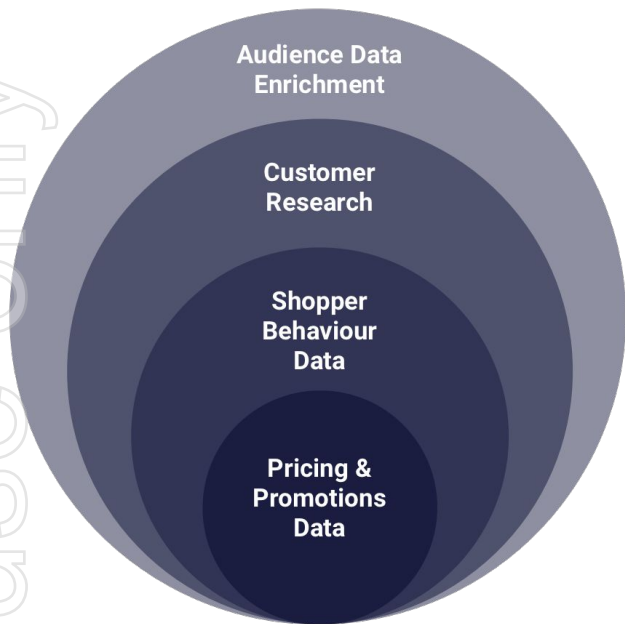 Audience Data
Enrichment
Customer
Research
Shopper
Behaviour
Data
Pricing &
Promotions
Data